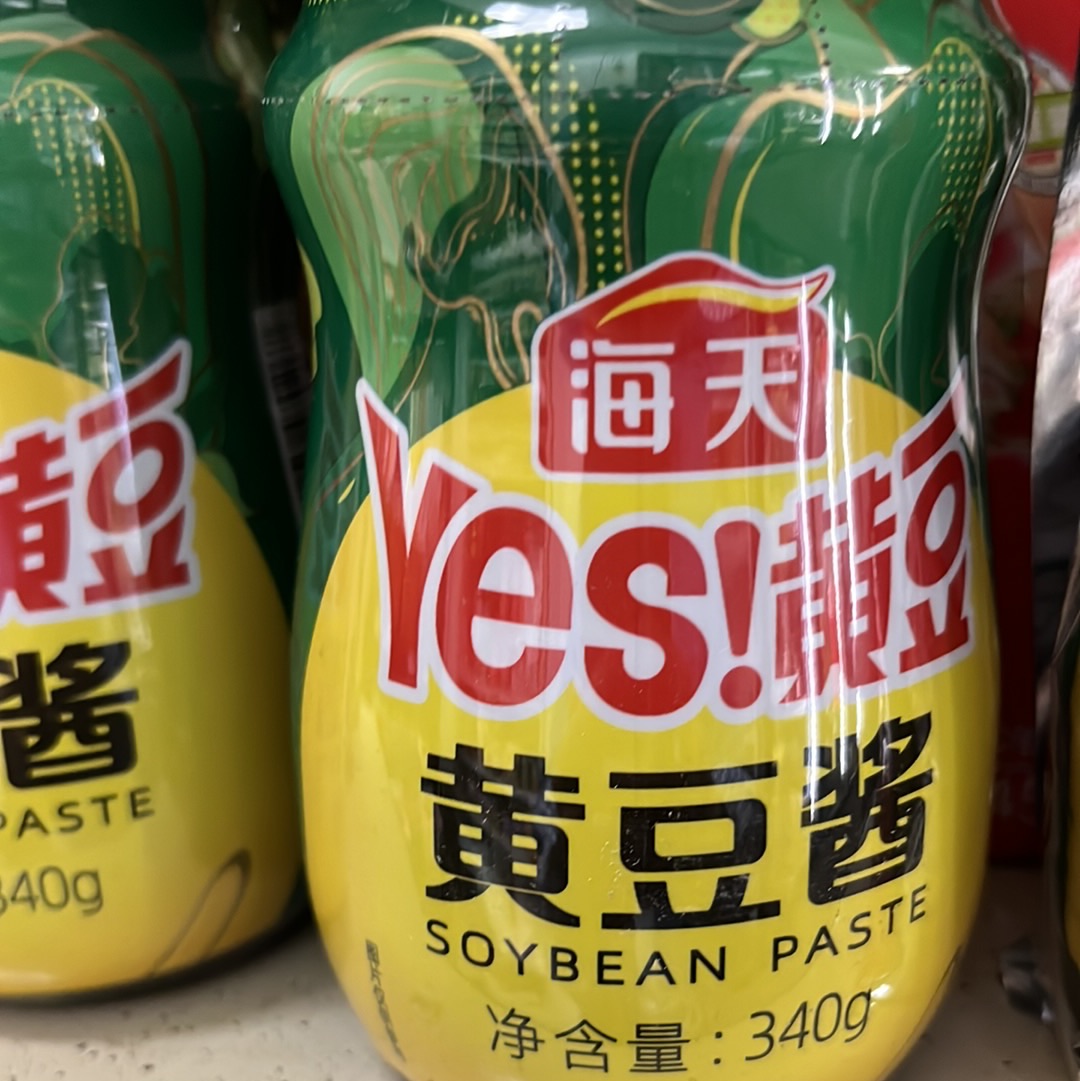 海天
Yes!黄豆
黄豆酱
SOYBEAN PASTE
净含量:340g
黄豆
酱
PASTE
340g